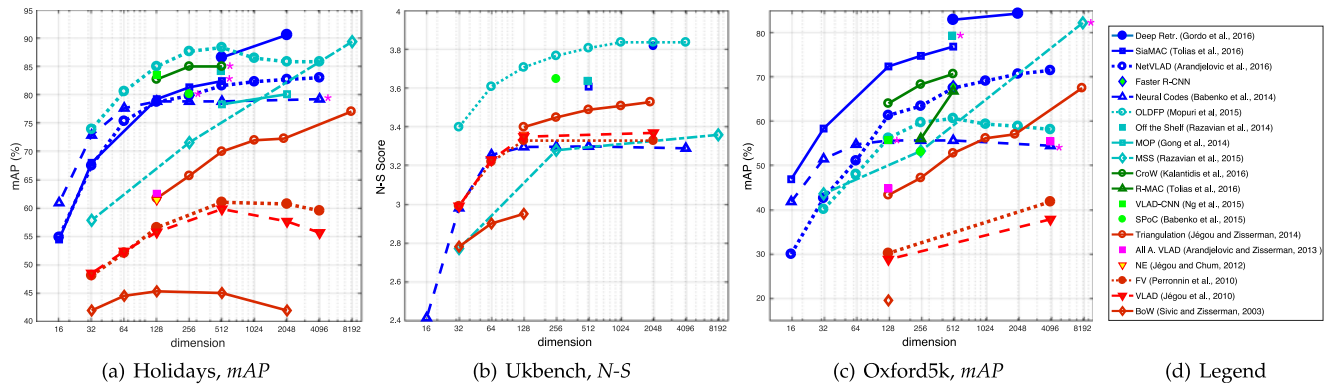 95
90
85
80
75
70
65
60
55
50
45
40
mAP (%)
16 32 64 128 256 512 1024 2048 4096 8192
dimension
(a) Holidays, mAP
4
3.8
3.6
3.4
3.2
3
2.8
2.6
2.4
N-S Score
16 32 64 128 256 512 1024 2048 4096 8192
dimension
(b) Ukbench, N-S
80
70
60
50
40
30
20
mAP (%)
16 32 64 128 256 512 1024 2048 4096 8192
dimension
(c) Oxford5k, mAP
Deep Retr. (Gordo et al., 2016)
SiaMAC (Tolias et al., 2016)
NetVLAD (Arandjelovic et al., 2016)
Faster R-CNN
Neural Codes (Babenko et al., 2014)
OLDFP (Mopuri et al., 2015)
Off the Shelf (Razavian et al., 2014)
MOP (Gong et al., 2014)
MSS (Razavian et al., 2015)
CroW (Kalantidis et al., 2016)
R-MAC (Tolias et al., 2016)
VLAD-CNN (Ng et al., 2015)
SPoC (Babenko et al., 2015)
Triangulation (Jégou and Zisserman, 2014)
All A. VLAD (Arandjelovic and Zisserman, 2013 )
NE (Jégou and Chum, 2012)
FV (Perronnin et al., 2010)
VLAD (Jégou et al., 2010)
BoW (Sivic and Zisserman, 2003)
(d) Legend